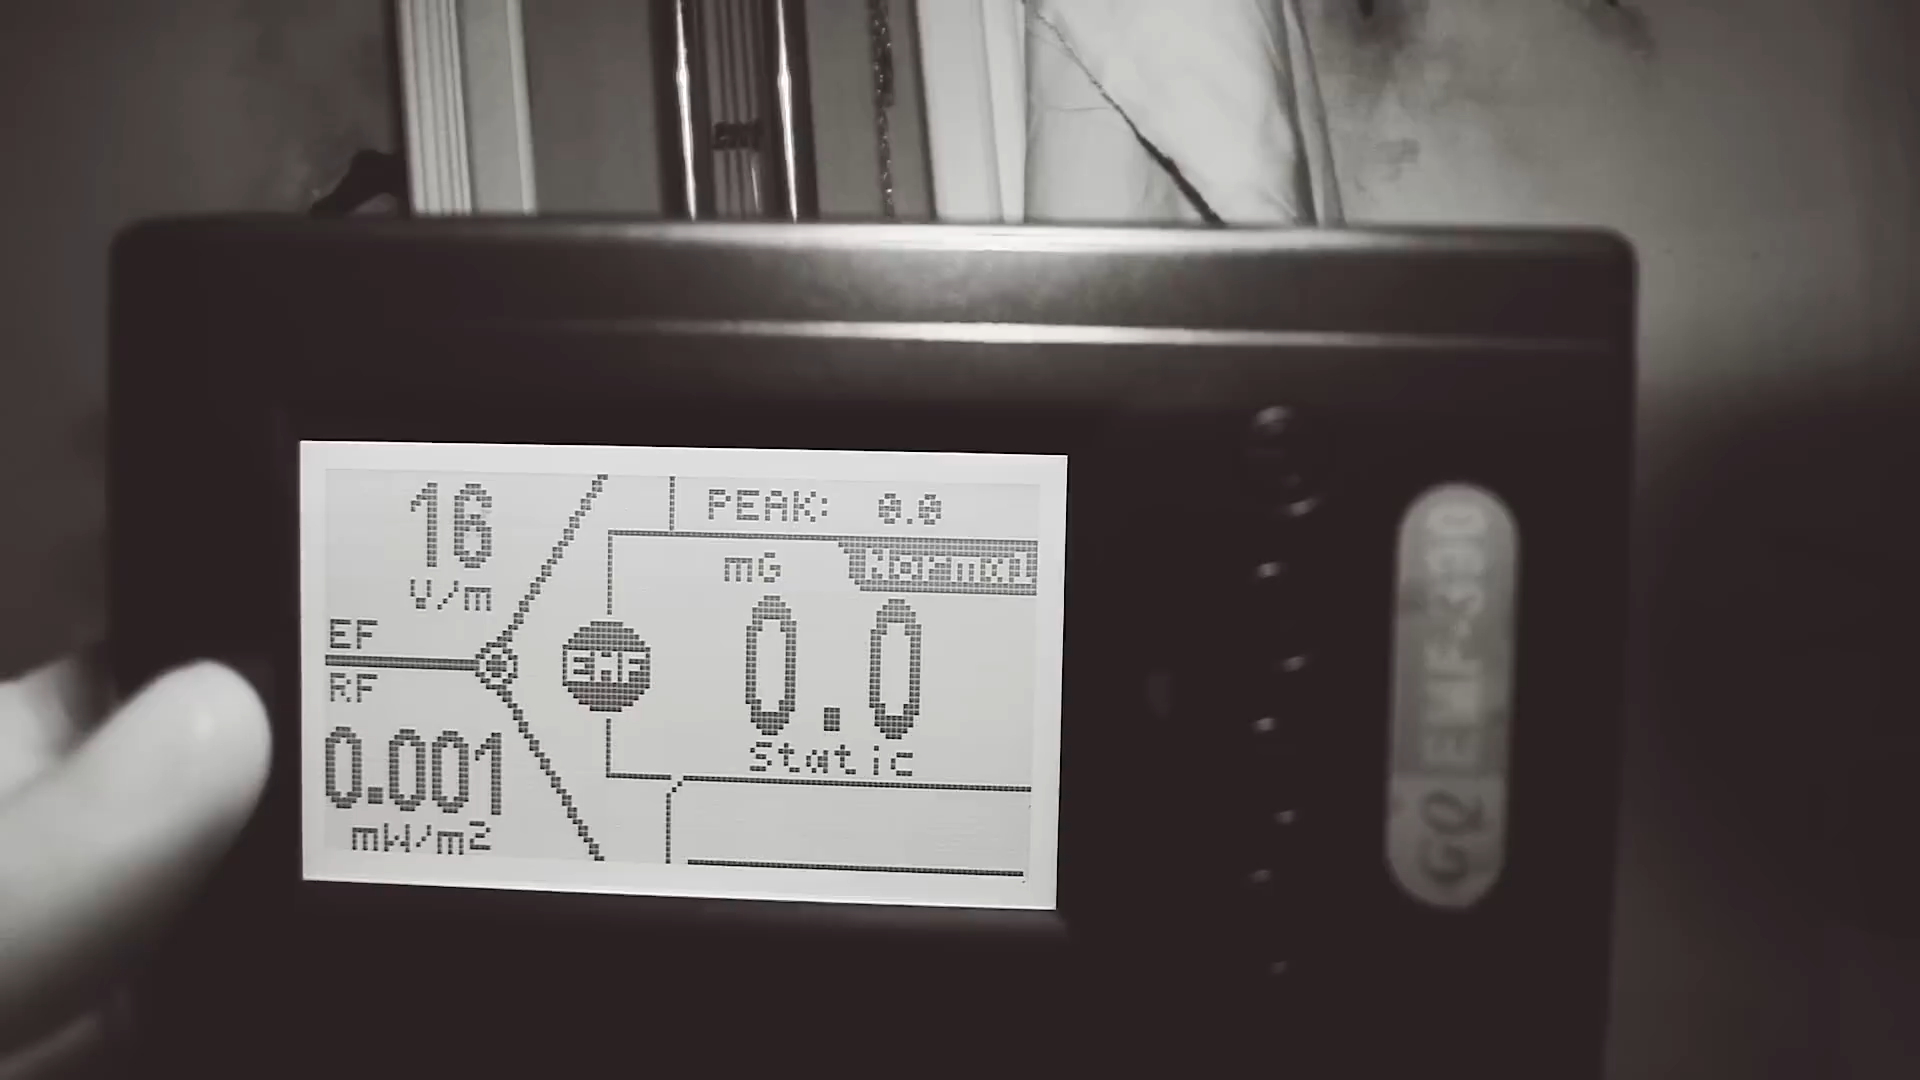 16
V/m
EF
RF
0.001
mW/m2
EMF
PEAK: 0.0
mG
Normal
0.0
Static
GQ EMF-390